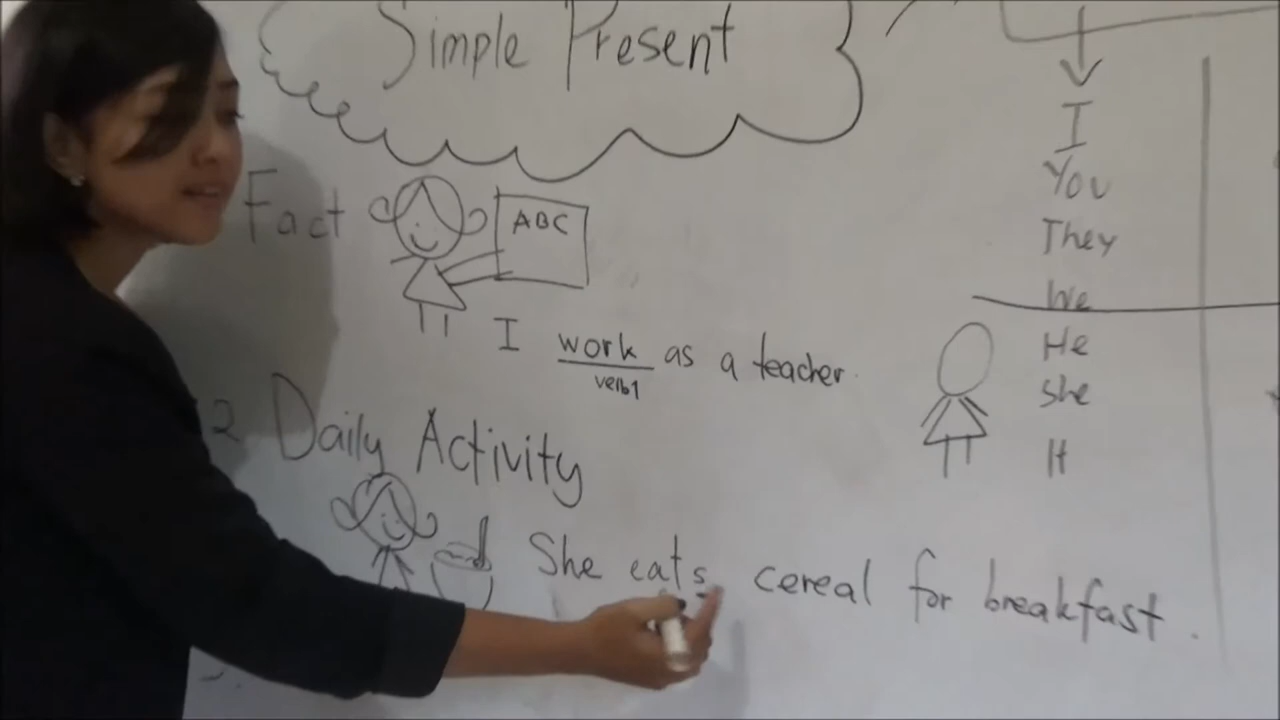 Simple Present
Fact
ABC
I work as a teacher.
verb1
2 Daily Activity
She eats cereal for breakfast.
I
You
They
We
He
she
It